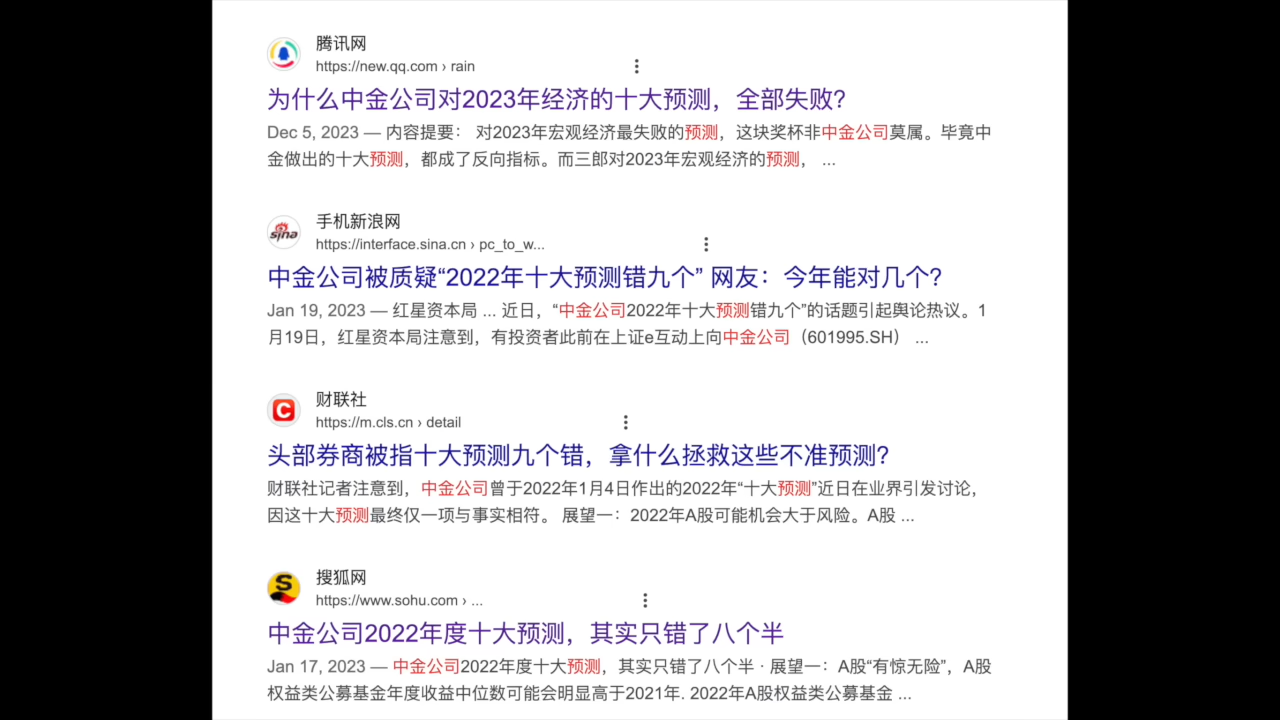 腾讯网
https://new.qq.com › rain
为什么中金公司对2023年经济的十大预测，全部失败？
Dec 5, 2023 — 内容提要： 对2023年宏观经济最失败的预测，这块奖杯非中金公司莫属。毕竟中
金做出的十大预测，都成了反向指标。而三郎对2023年宏观经济的预测， ...
手机新浪网
sina
https://interface.sina.cn › pc_to_w...
中金公司被质疑“2022年十大预测错九个” 网友：今年能对几个？
Jan 19, 2023 — 红星资本局 ... 近日，“中金公司2022年十大预测错九个”的话题引起舆论热议。1
月19日，红星资本局注意到，有投资者此前在上证e互动上向中金公司（601995.SH） ...
财联社
C
https://m.cls.cn › detail
头部券商被指十大预测九个错，拿什么拯救这些不准预测？
财联社记者注意到，中金公司曾于2022年1月4日作出的2022年“十大预测”近日在业界引发讨论，
因这十大预测最终仅一项与事实相符。 展望一：2022年A股可能机会大于风险。A股 ...
搜狐网
S
https://www.sohu.com › ...
中金公司2022年度十大预测，其实只错了八个半
Jan 17, 2023 — 中金公司2022年度十大预测，其实只错了八个半 · 展望一：A股“有惊无险”，A股
权益类公募基金年度收益中位数可能会明显高于2021年. 2022年A股权益类公募基金 ...